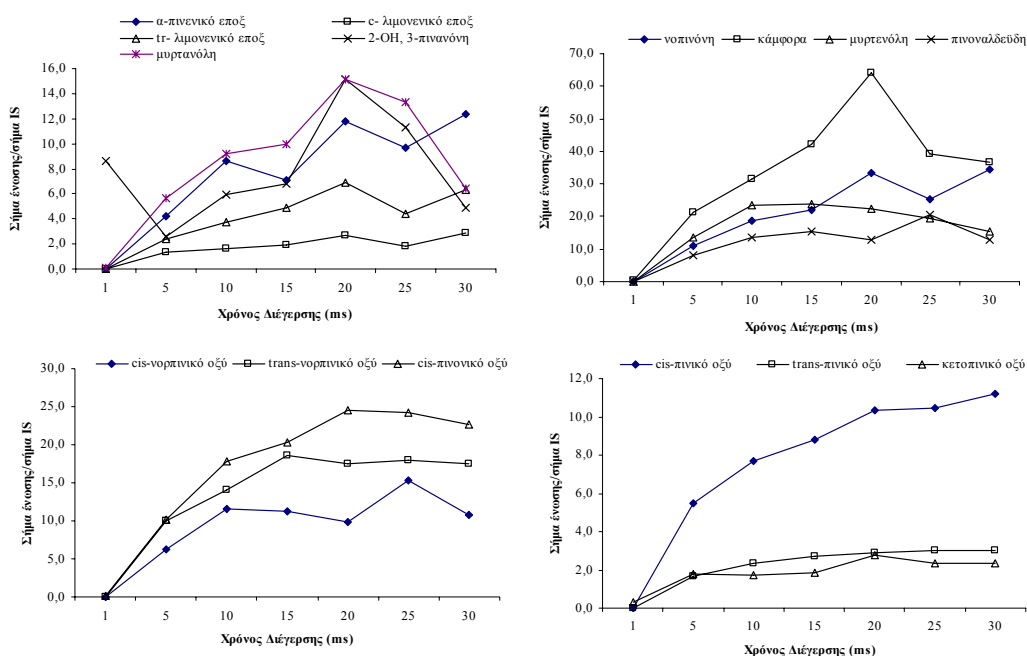 α-πινενικό εποξ
c- λιμονενικό εποξ
tr- λιμονενικό εποξ
2-OH, 3-πινανόνη
μυρτανόλη
Σήμα ένωσης/σήμα IS
16,0
14,0
12,0
10,0
8,0
6,0
4,0
2,0
0,0
1 5 10 15 20 25 30
Χρόνος Διέγερσης (ms)
νοπινόνη κάμφορα μυρτενόλη πινοναλδεΰδη
Σήμα ένωσης/σήμα IS
70,0
60,0
50,0
40,0
30,0
20,0
10,0
0,0
1 5 10 15 20 25 30
Χρόνος Διέγερσης (ms)
cis-νορπινικό οξύ trans-νορπινικό οξύ cis-πινονικό οξύ
Σήμα ένωσης/σήμα IS
30,0
25,0
20,0
15,0
10,0
5,0
0,0
1 5 10 15 20 25 30
Χρόνος Διέγερσης (ms)
cis-πινικό οξύ trans-πινικό οξύ κετοπινικό οξύ
Σήμα ένωσης/σήμα IS
12,0
10,0
8,0
6,0
4,0
2,0
0,0
1 5 10 15 20 25 30
Χρόνος Διέγερσης (ms)